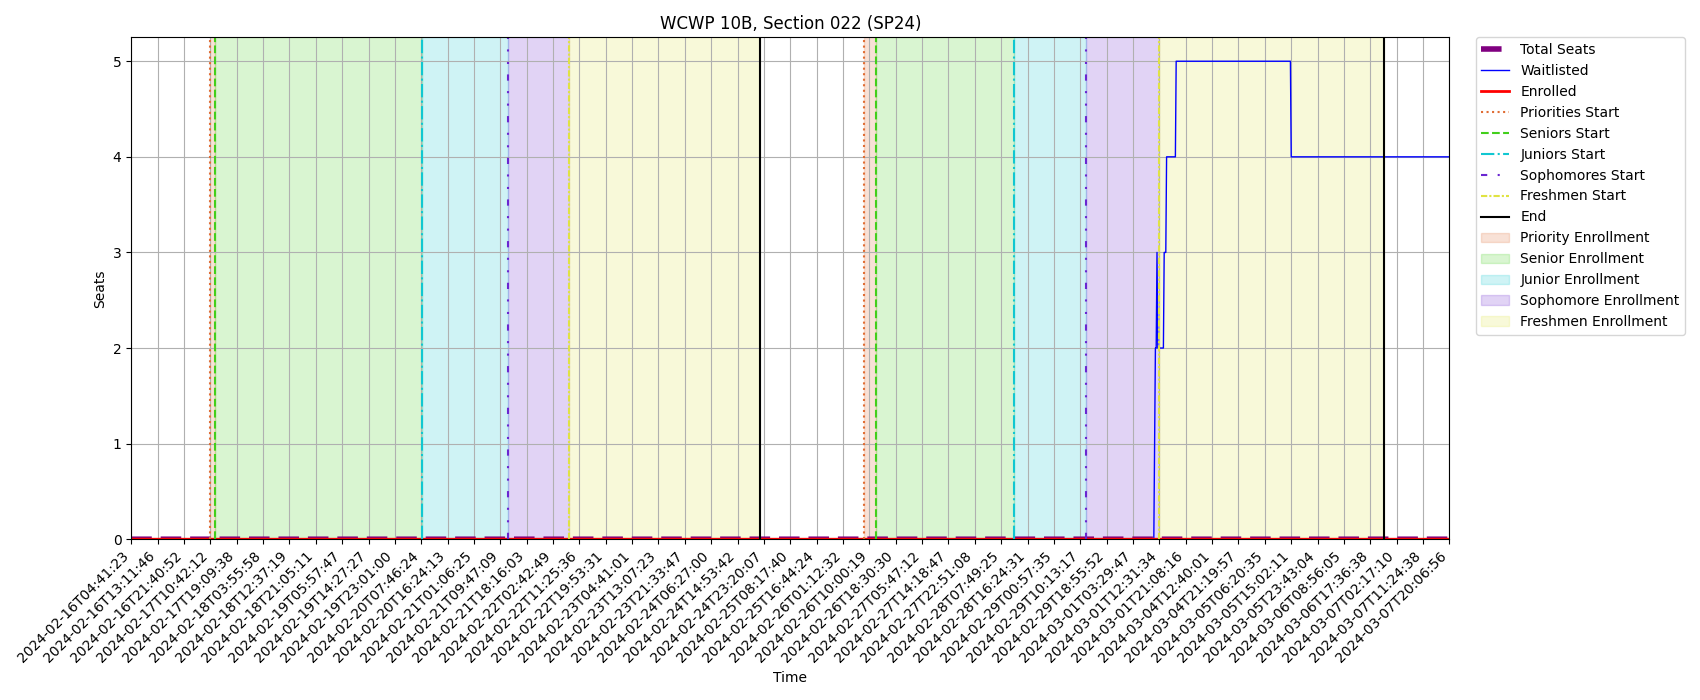 WCWP 10B, Section 022 (SP24)
Seats
5
4
3
2
1
0
2024-02-16T04:41:23
2024-02-16T13:11:46
2024-02-16T21:40:52
2024-02-17T10:42:12
2024-02-17T19:09:38
2024-02-18T03:55:58
2024-02-18T12:37:19
2024-02-18T21:05:11
2024-02-19T05:57:47
2024-02-19T14:27:27
2024-02-19T23:01:00
2024-02-20T07:46:24
2024-02-20T16:24:13
2024-02-21T01:06:25
2024-02-21T09:47:09
2024-02-21T18:16:03
2024-02-22T02:42:49
2024-02-22T11:25:36
2024-02-22T19:53:31
2024-02-23T04:41:01
2024-02-23T13:07:23
2024-02-23T21:33:47
2024-02-24T06:27:00
2024-02-24T14:53:42
2024-02-24T23:20:07
2024-02-25T08:17:40
2024-02-25T16:44:24
2024-02-26T01:12:32
2024-02-26T10:00:19
2024-02-26T18:30:30
2024-02-27T05:47:12
2024-02-27T14:18:47
2024-02-27T22:51:08
2024-02-28T07:49:25
2024-02-28T16:24:31
2024-02-29T00:57:35
2024-02-29T10:13:17
2024-02-29T18:55:52
2024-03-01T03:29:47
2024-03-01T12:31:34
2024-03-01T21:08:16
2024-03-04T12:40:01
2024-03-04T21:19:57
2024-03-05T06:20:35
2024-03-05T15:02:11
2024-03-05T23:43:04
2024-03-06T08:56:05
2024-03-06T17:36:38
2024-03-07T02:17:10
2024-03-07T11:24:38
2024-03-07T20:06:56
Time
Total Seats
Waitlisted
Enrolled
Priorities Start
Seniors Start
Juniors Start
Sophomores Start
Freshmen Start
End
Priority Enrollment
Senior Enrollment
Junior Enrollment
Sophomore Enrollment
Freshmen Enrollment